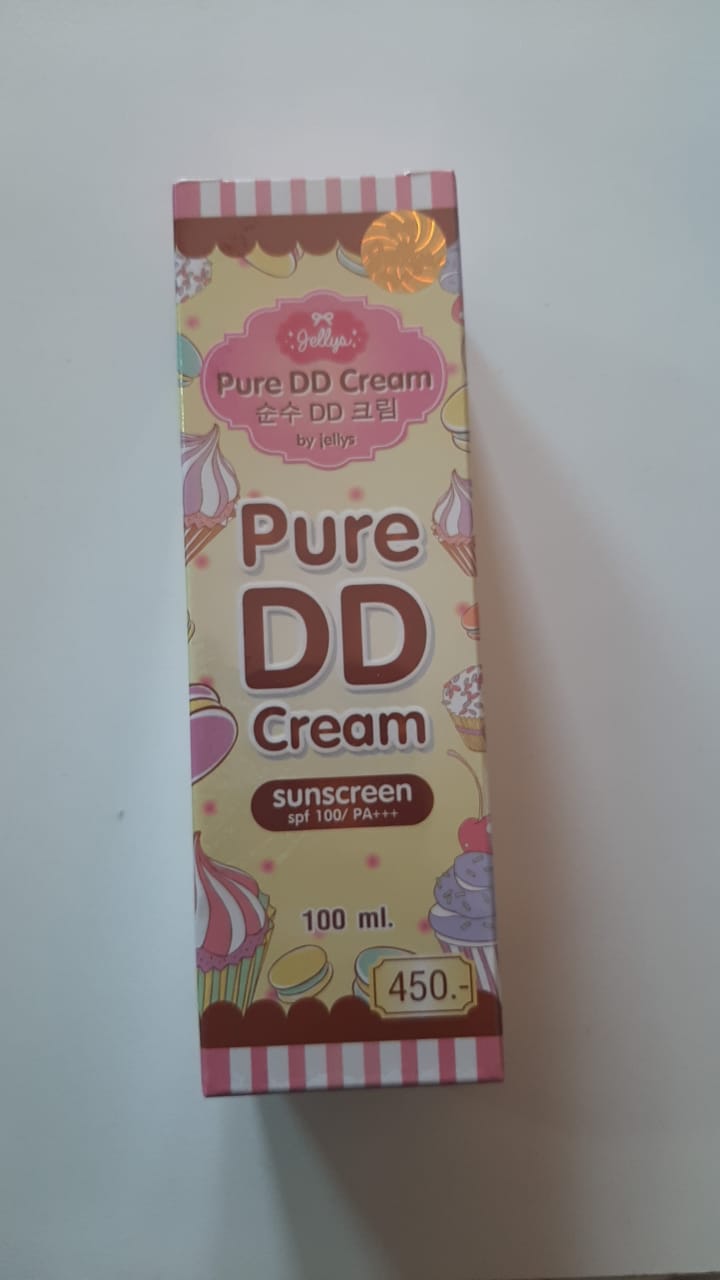 Jellys
Pure DD Cream
순수 DD 크림
by jellys
Pure
DD
Cream
sunscreen
spf 100/ PA+++
100 ml.
450.-